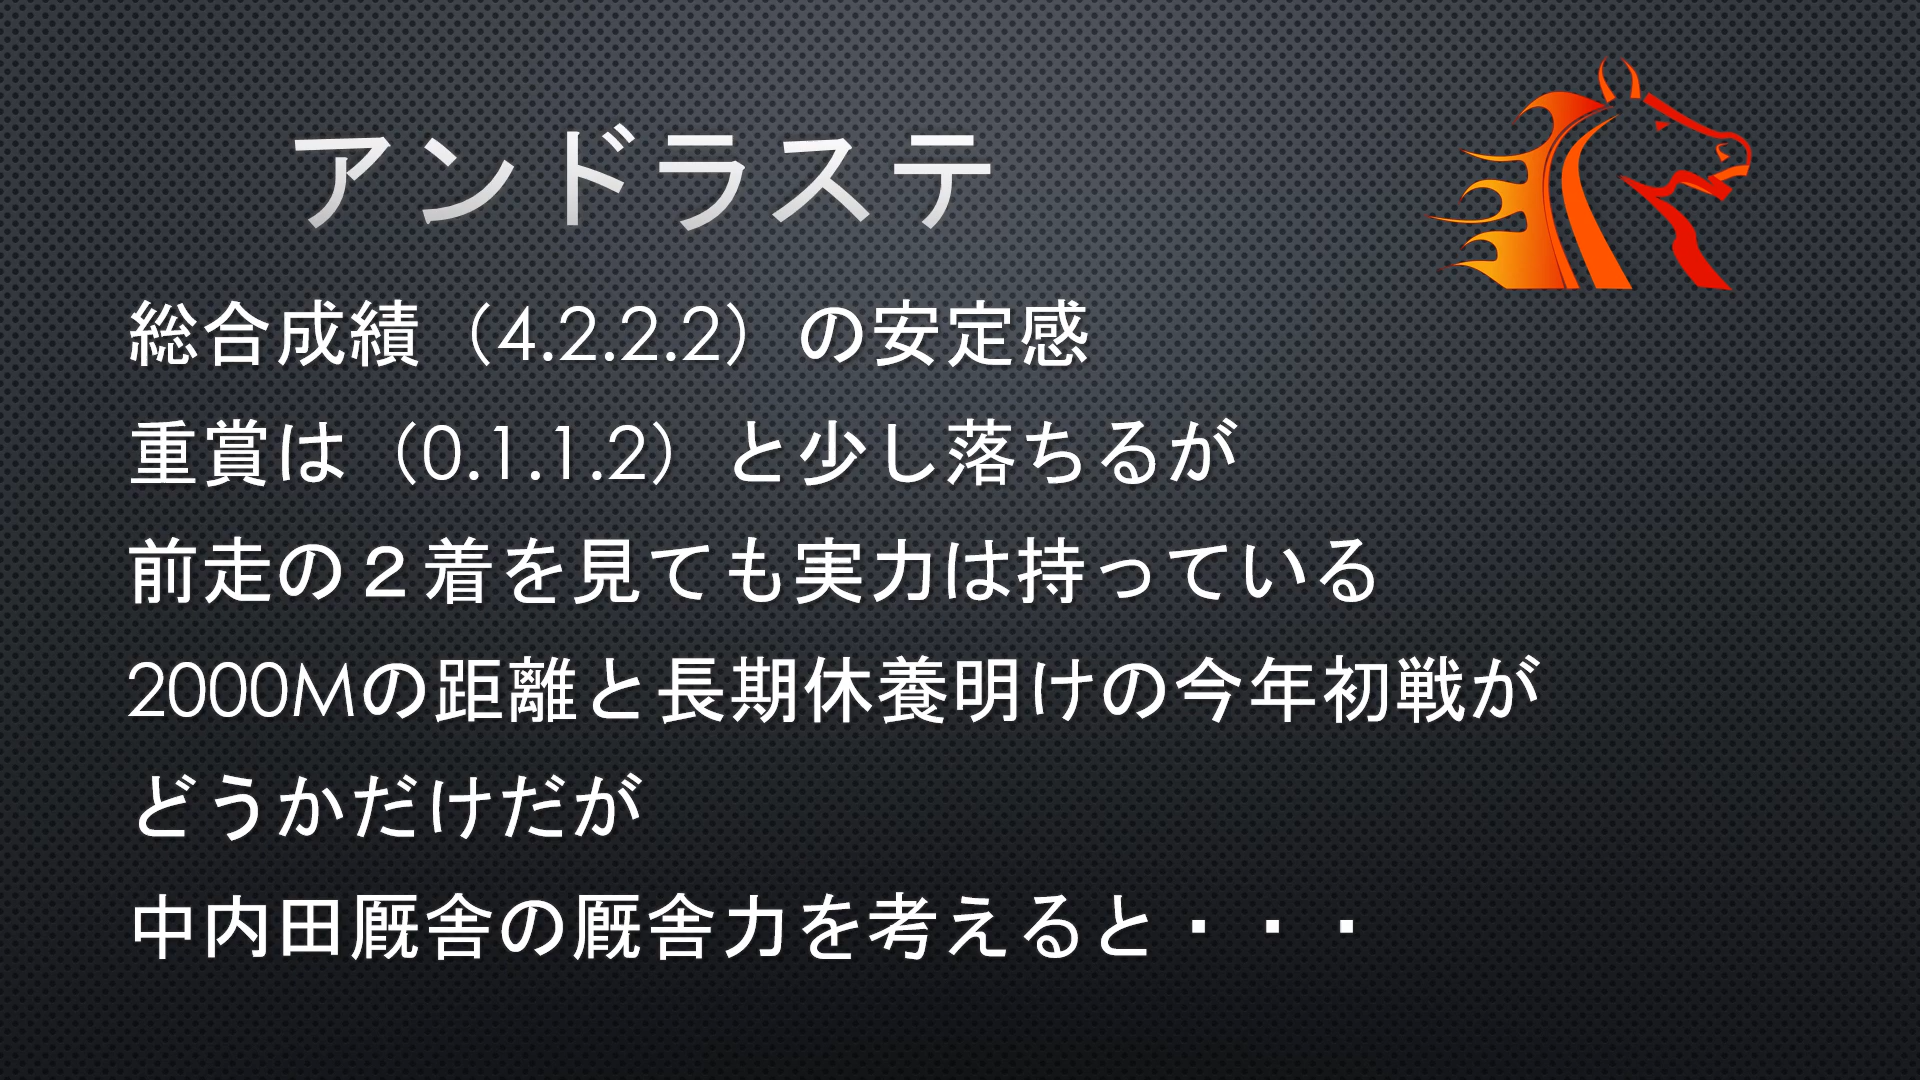 アンドラステ
総合成績（4.2.2.2）の安定感
重賞は（0.1.1.2）と少し落ちるが
前走の２着を見ても実力は持っている
2000Mの距離と長期休養明けの今年初戦が
どうかだけだが
中内田厩舎の厩舎力を考えると・・・